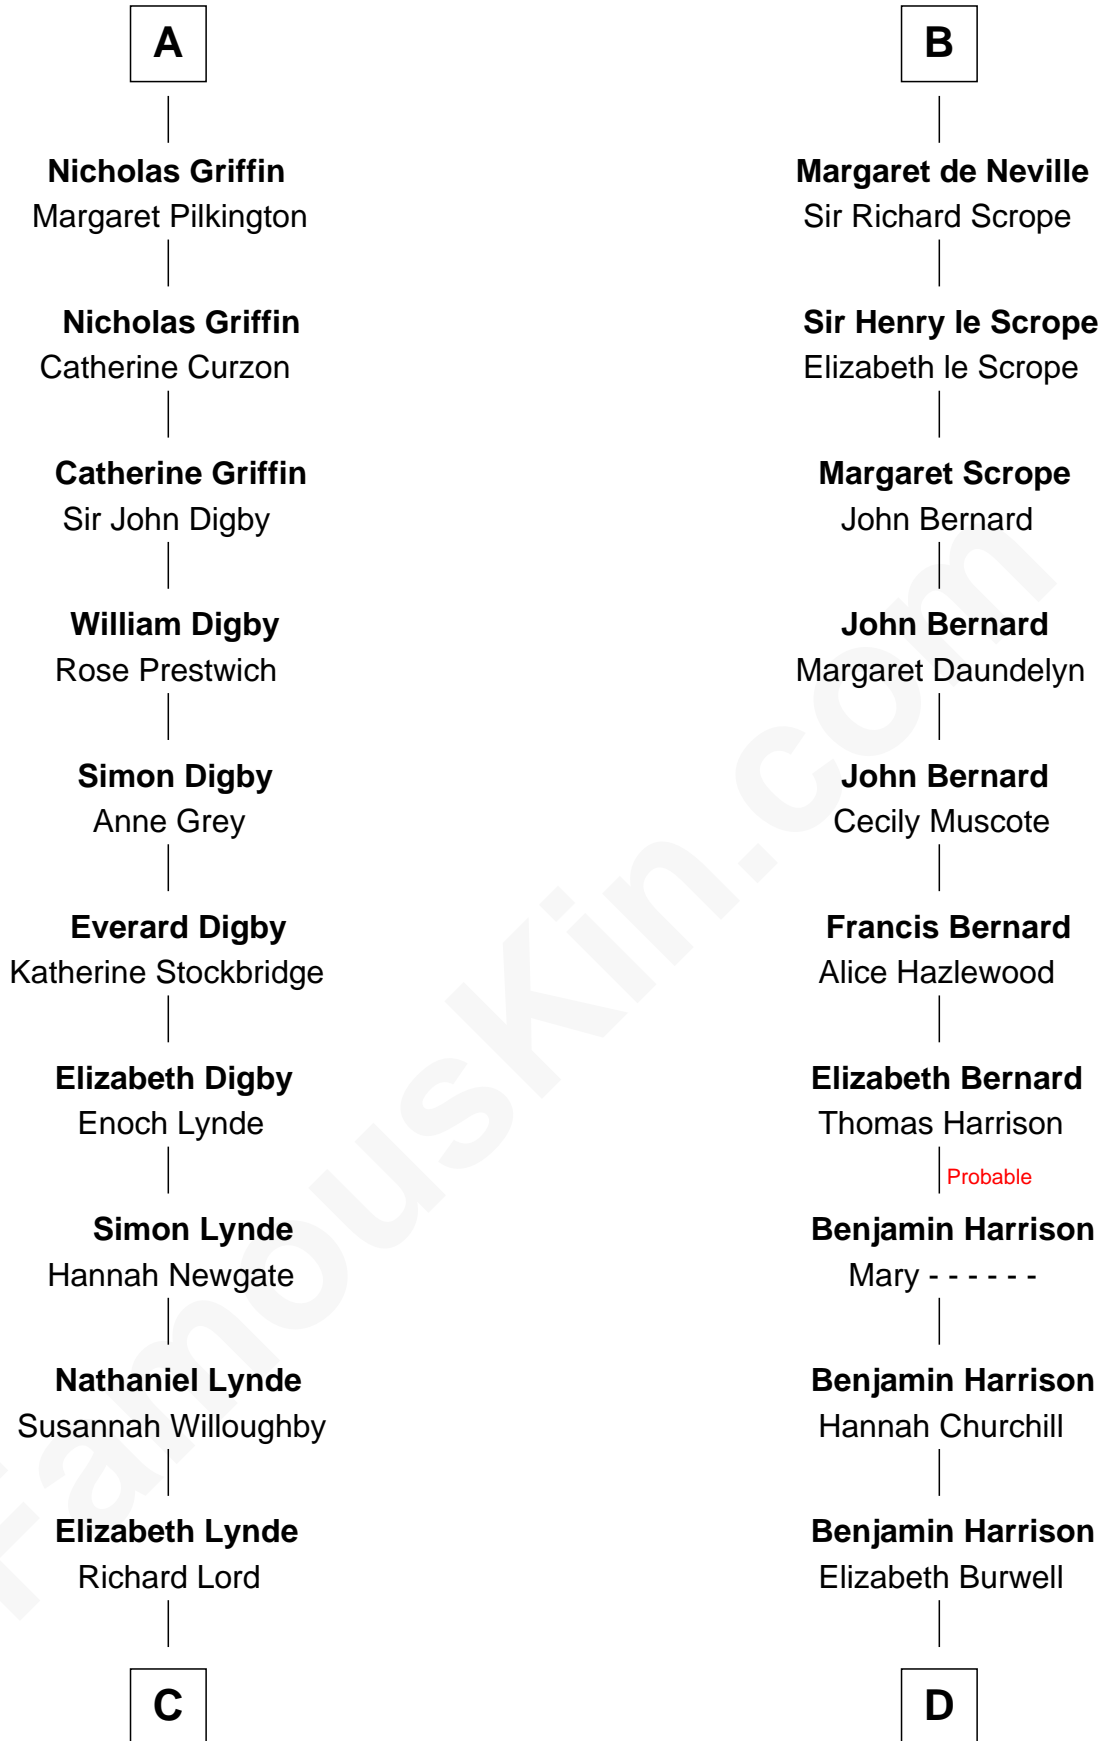 A
Nicholas Griffin
Margaret Pilkington
Nicholas Griffin
Catherine Curzon
Catherine Griffin
Sir John Digby
William Digby
Rose Prestwich
Simon Digby
Anne Grey
Everard Digby
Katherine Stockbridge
Elizabeth Digby
Enoch Lynde
Simon Lynde
Hannah Newgate
Nathaniel Lynde
Susannah Willoughby
Elizabeth Lynde
Richard Lord
C
B
Margaret de Neville
Sir Richard Scrope
Sir Henry le Scrope
Elizabeth le Scrope
Margaret Scrope
John Bernard
John Bernard
Margaret Daundelyn
John Bernard
Cecily Muscote
Francis Bernard
Alice Hazlewood
Elizabeth Bernard
Thomas Harrison
Probable
Benjamin Harrison
Mary - - - - - -
Benjamin Harrison
Hannah Churchill
Benjamin Harrison
Elizabeth Burwell
D
FamousKin.com